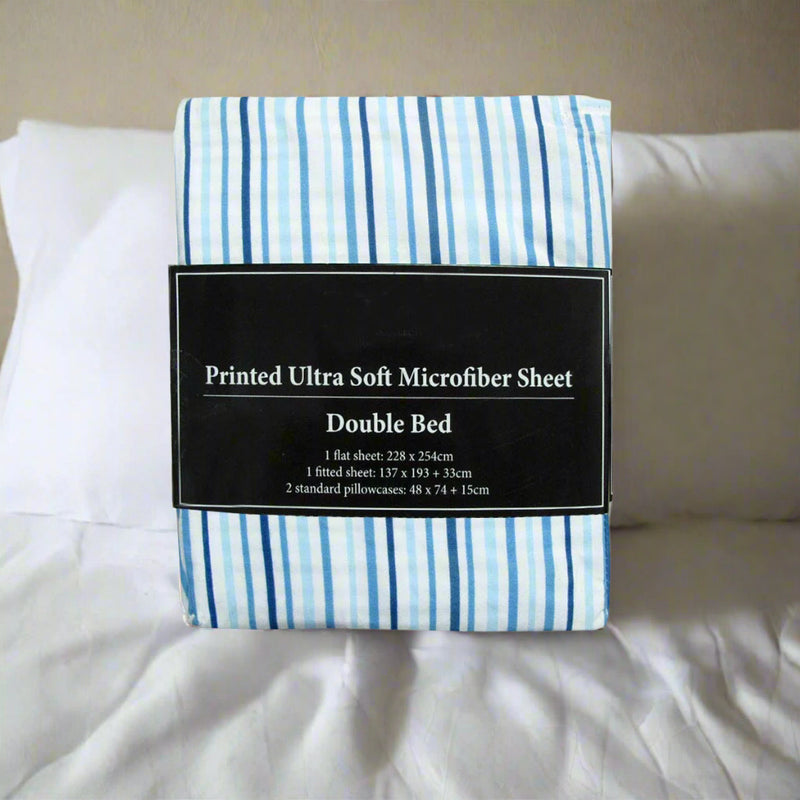 Printed Ultra Soft Microfiber Sheet
Double Bed
1 flat sheet: 228 x 254cm
1 fitted sheet: 137 x 193 + 33cm
2 standard pillowcases: 48 x 74 + 15cm